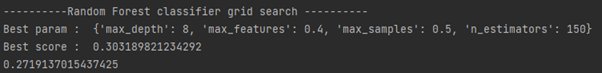 ----------Random Forest classifier grid search ----------
Best param :  {'max_depth': 8, 'max_features': 0.4, 'max_samples': 0.5, 'n_estimators': 150}
Best score :  0.303189821234292
0.2719137015437425